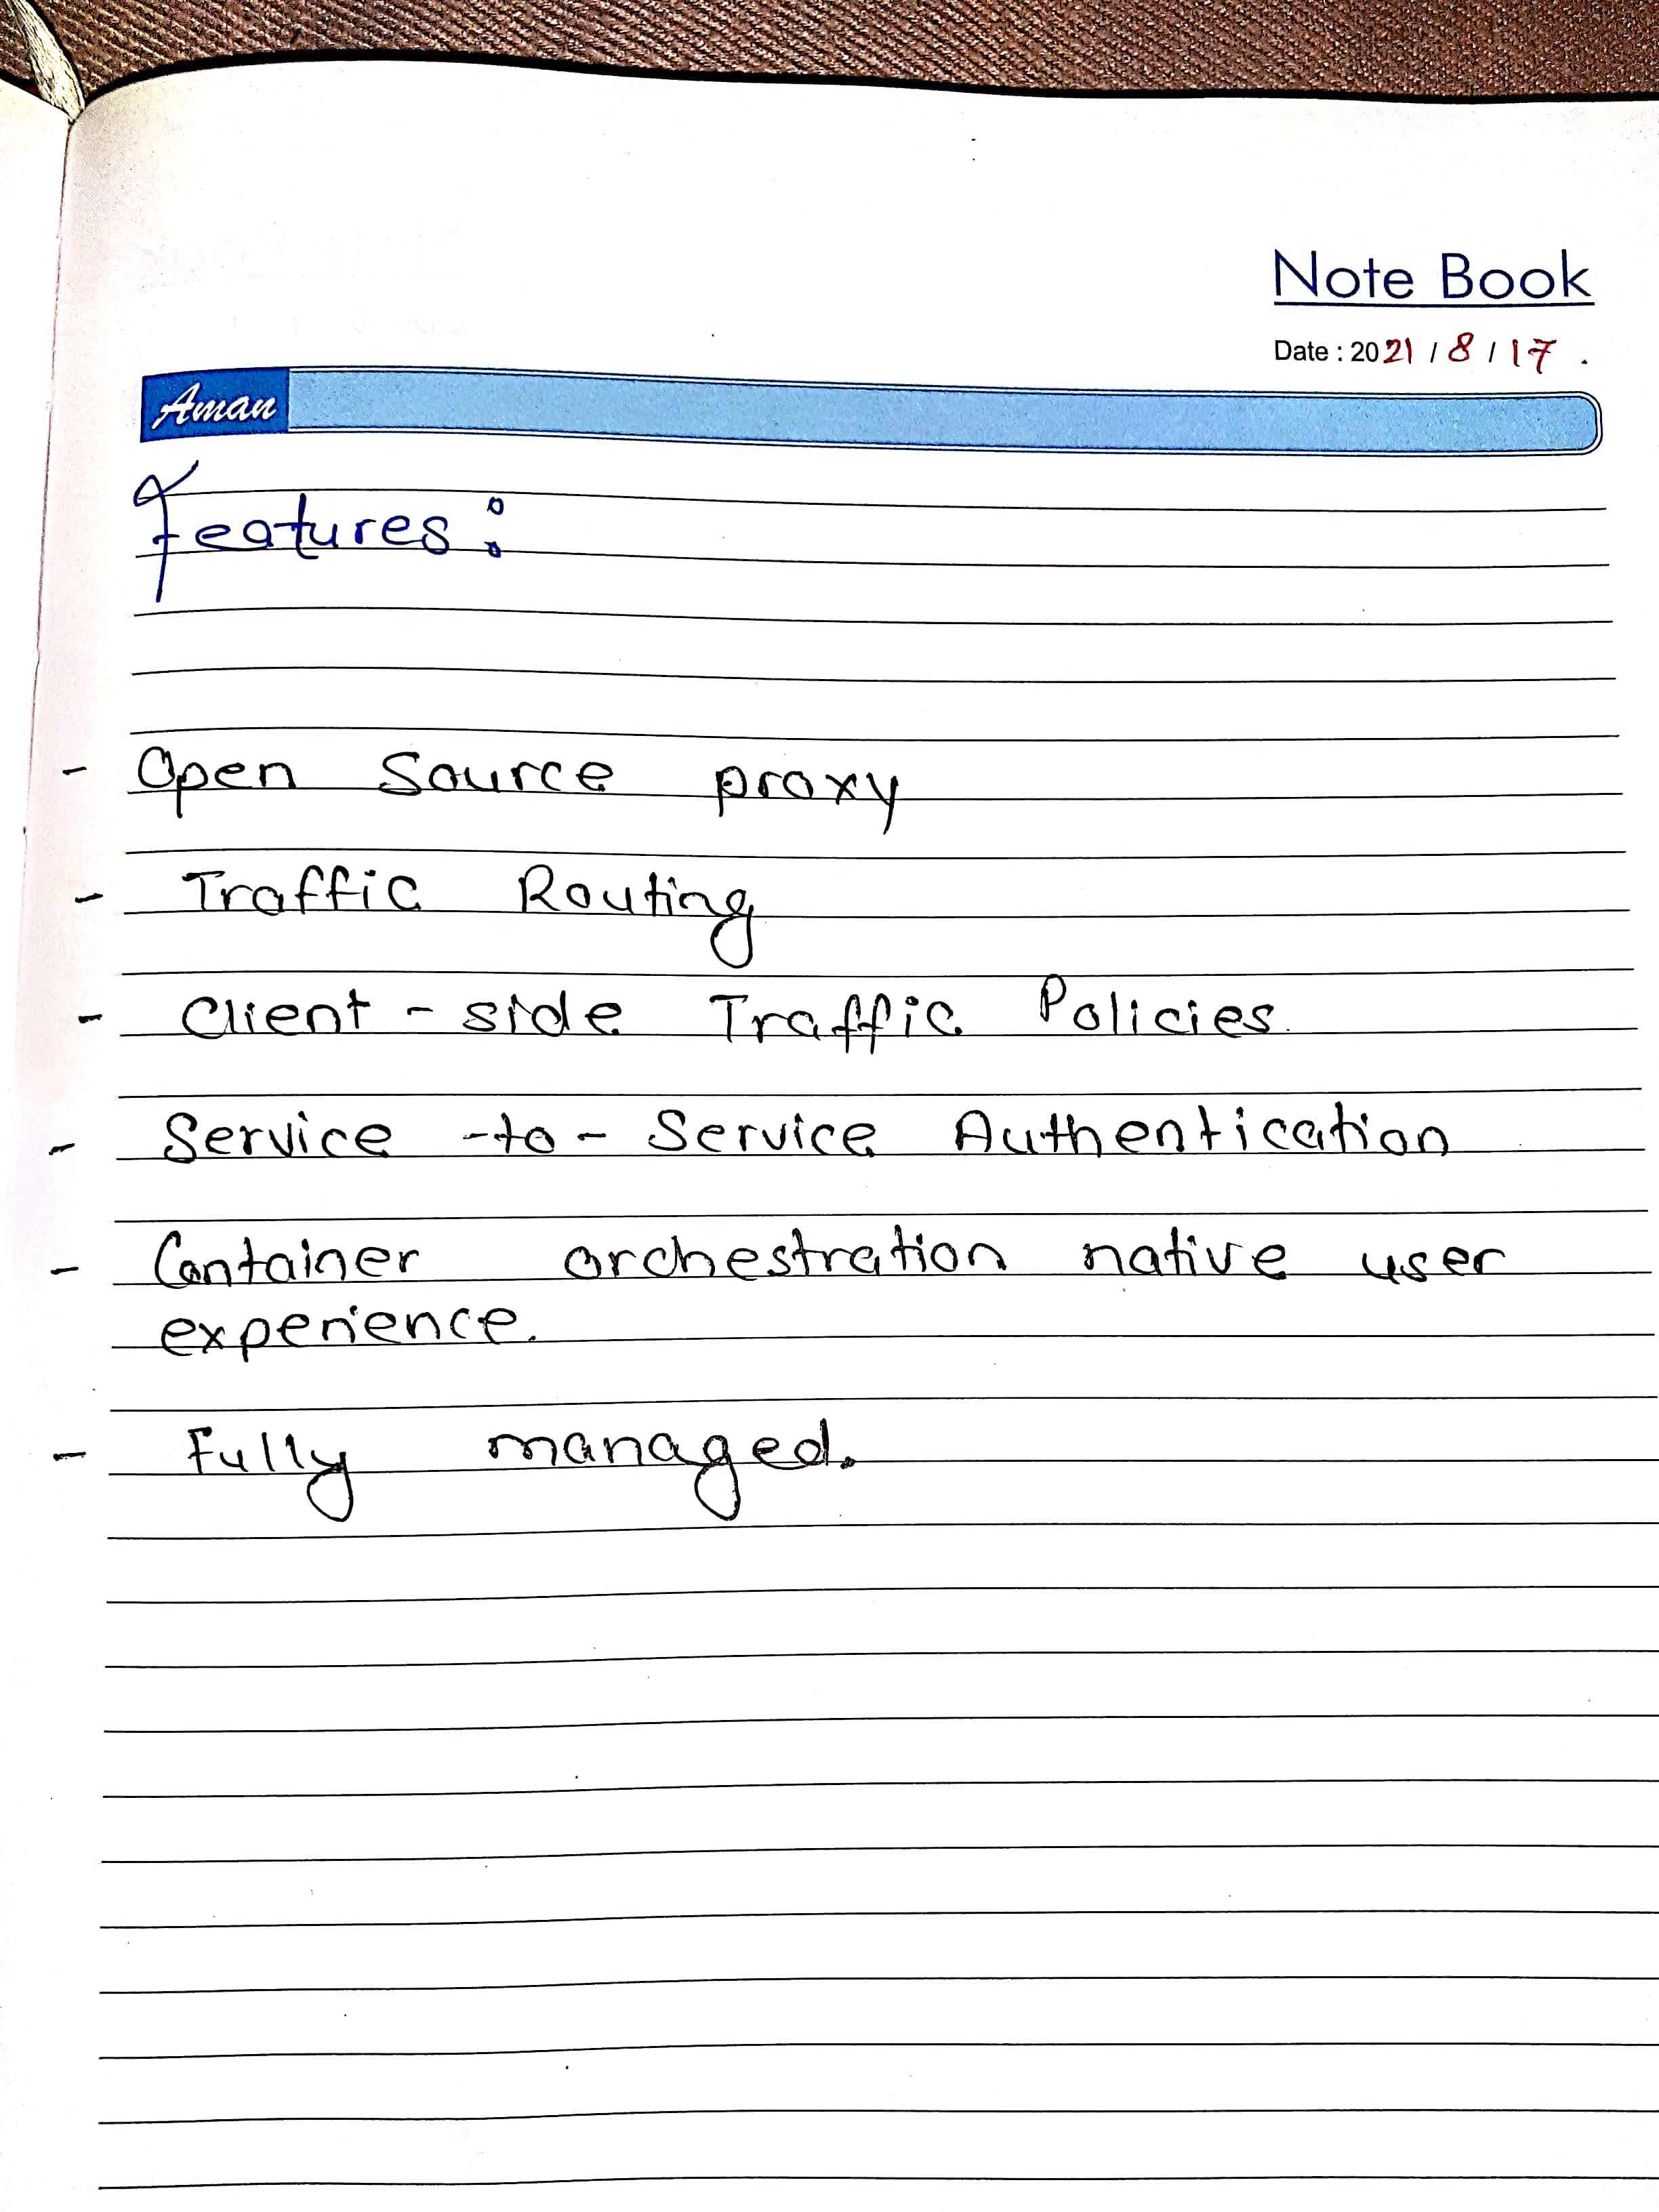 Note Book
Date : 2021 / 8 / 17 .
Aman
Features :
- Open Source proxy
- Traffic Routing
- Client - side Traffic Policies.
- Service -to- Service Authentication
- Container orchestration native user
experience.
- Fully managed.